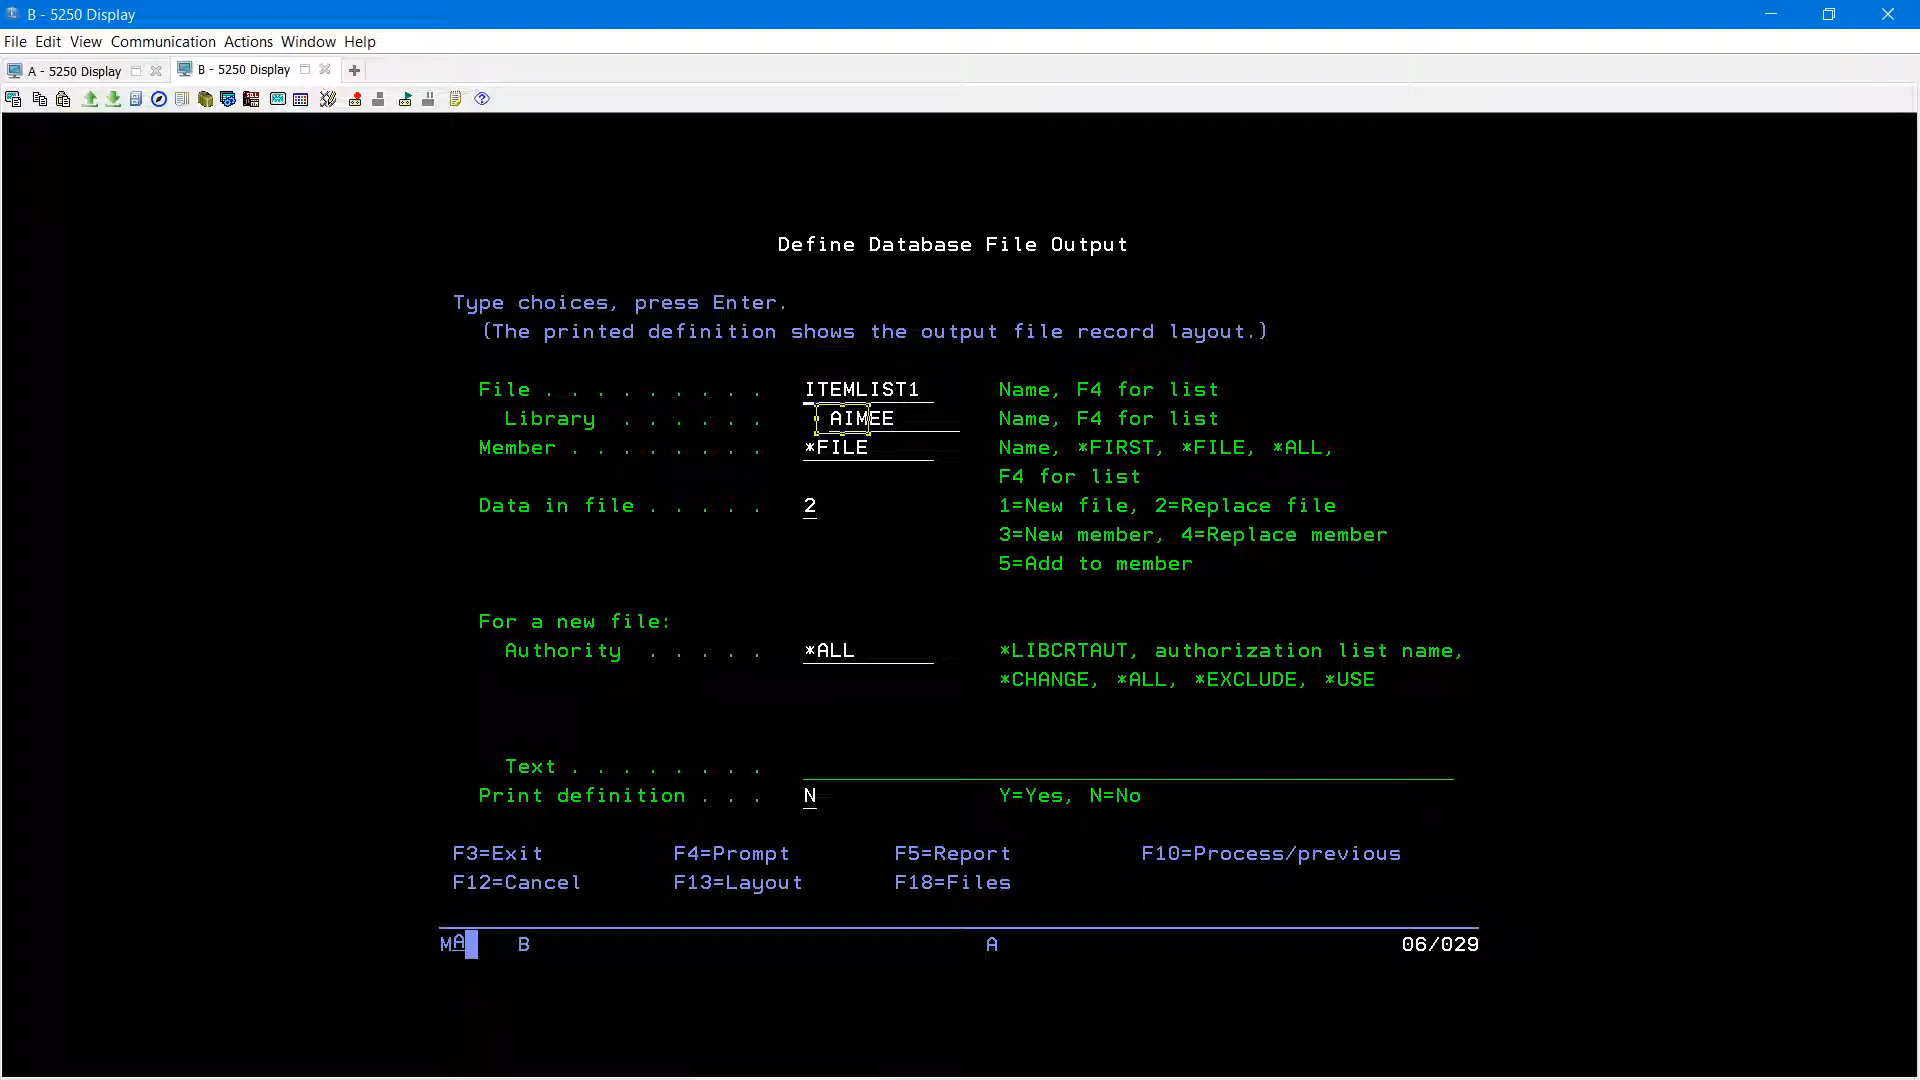 B - 5250 Display
File Edit View Communication Actions Window Help
A - 5250 Display B - 5250 Display
Define Database File Output
Type choices, press Enter.
(The printed definition shows the output file record layout.)
File . . . . . . . . . ITEMLIST1 Name, F4 for list
Library . . . . . . AIMEE Name, F4 for list
Member . . . . . . . . *FILE Name, *FIRST, *FILE, *ALL,
F4 for list
Data in file . . . . . 2 1=New file, 2=Replace file
3=New member, 4=Replace member
5=Add to member
For a new file:
Authority . . . . . *ALL *LIBCRTAUT, authorization list name,
*CHANGE, *ALL, *EXCLUDE, *USE
Text . . . . . . . .
Print definition . . . N Y=Yes, N=No
F3=Exit F4=Prompt F5=Report F10=Process/previous
F12=Cancel F13=Layout F18=Files
MA B A 06/029